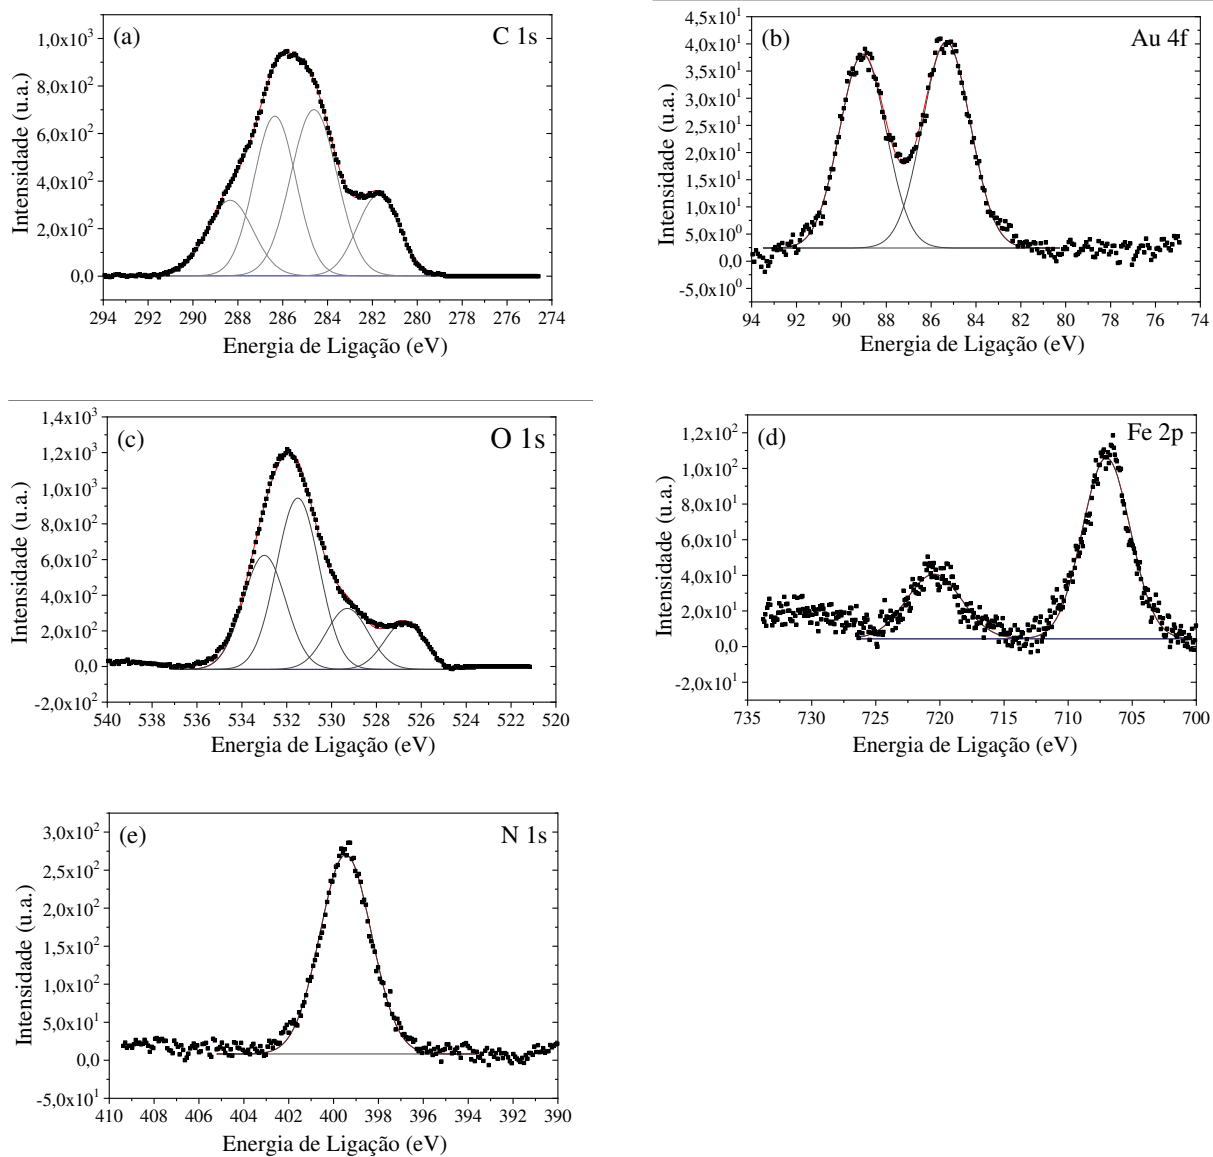 (a)
C 1s
1,0x10³
8,0x10²
6,0x10²
4,0x10²
2,0x10²
0,0
Intensidade (u.a.)
294 292 290 288 286 284 282 280 278 276 274
Energia de Ligação (eV)
(b)
Au 4f
4,5x10¹
4,0x10¹
3,5x10¹
3,0x10¹
2,5x10¹
2,0x10¹
1,5x10¹
1,0x10¹
5,0x10⁰
0,0
-5,0x10⁰
Intensidade (u.a.)
94 92 90 88 86 84 82 80 78 76 74
Energia de Ligação (eV)
(c)
O 1s
1,4x10³
1,2x10³
1,0x10³
8,0x10²
6,0x10²
4,0x10²
2,0x10²
0,0
-2,0x10²
Intensidade (u.a.)
540 538 536 534 532 530 528 526 524 522 520
Energia de Ligação (eV)
(d)
Fe 2p
1,2x10²
1,0x10²
8,0x10¹
6,0x10¹
4,0x10¹
2,0x10¹
0,0
-2,0x10¹
Intensidade (u.a.)
735 730 725 720 715 710 705 700
Energia de Ligação (eV)
(e)
N 1s
3,0x10²
2,5x10²
2,0x10²
1,5x10²
1,0x10²
5,0x10¹
0,0
-5,0x10¹
Intensidade (u.a.)
410 408 406 404 402 400 398 396 394 392 390
Energia de Ligação (eV)